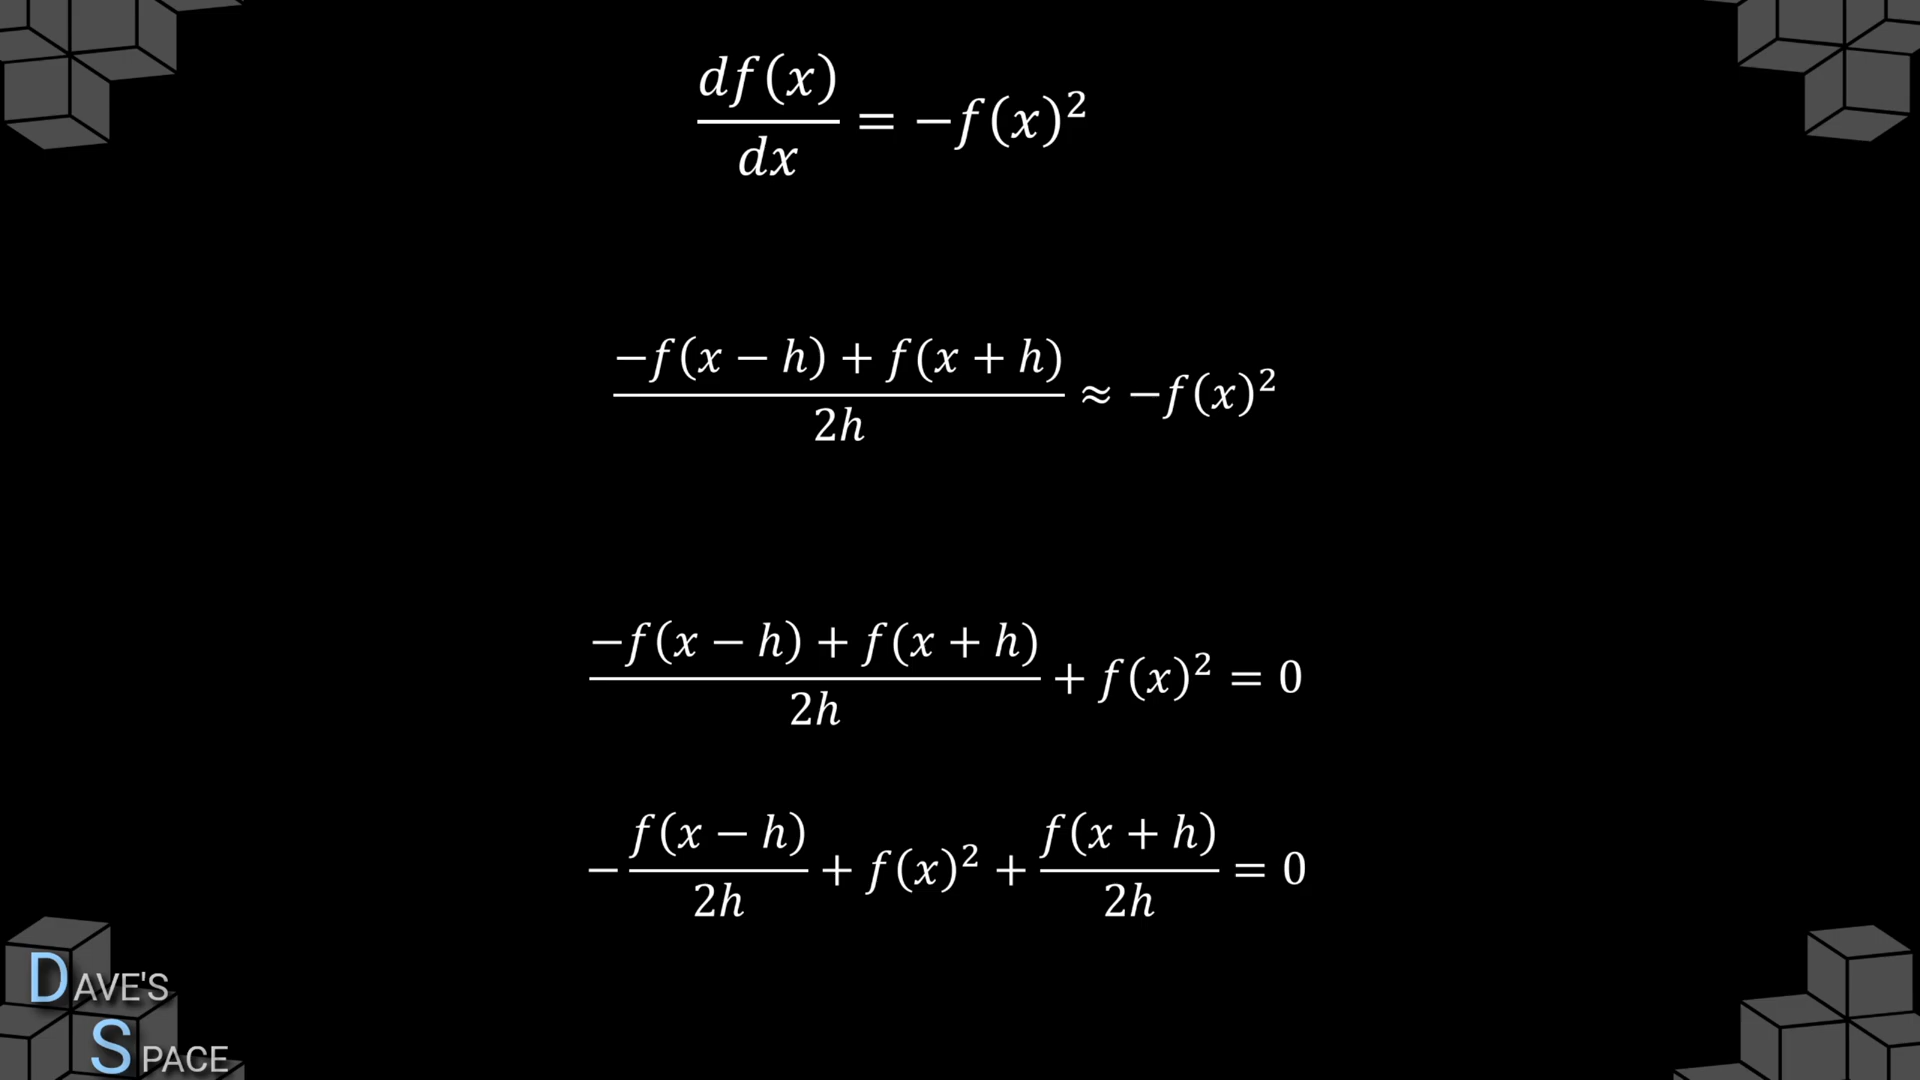 df(x)/dx = −f(x)²
(−f(x − h) + f(x + h))/2h ≈ −f(x)²
(−f(x − h) + f(x + h))/2h + f(x)² = 0
−f(x − h)/2h + f(x)² + f(x + h)/2h = 0
DAVE'S
SPACE